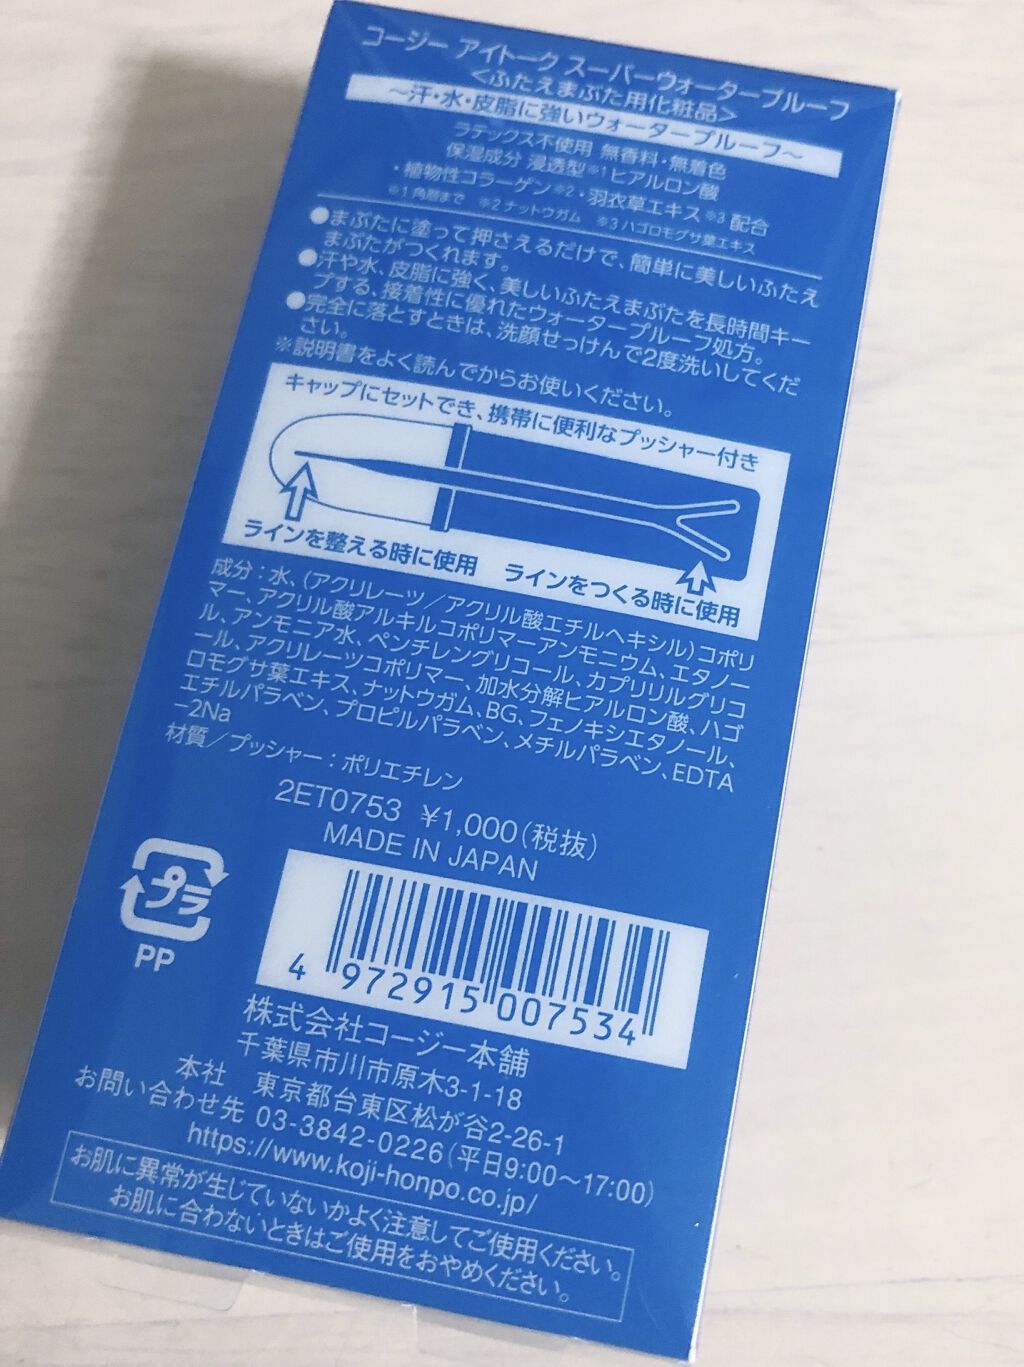 コージー アイトーク スーパーウォータープルーフ
<ふたえまぶた用化粧品>
～汗・水・皮脂に強いウォータープルーフ～
ラテックス不使用 無香料・無着色
保湿成分 浸透型※1ヒアルロン酸
・植物性コラーゲン※2・羽衣草エキス※3 配合
※1 角層まで ※2 ナットウガム ※3 ハゴロモグサ葉エキス
●まぶたに塗って押さえるだけで、簡単に美しいふたえ
まぶたがつくれます。
●汗や水、皮脂に強く、美しいふたえまぶたを長時間キー
プする、接着性に優れたウォータープルーフ処方。
●完全に落とすときは、洗顔せっけんで2度洗いしてくだ
さい。
※説明書をよく読んでからお使いください。
キャップにセットでき、携帯に便利なプッシャー付き
ラインを整える時に使用
ラインをつくる時に使用
成分:水、(アクリレーツ/アクリル酸エチルヘキシル)コポリ
マー、アクリル酸アルキルコポリマーアンモニウム、エタノー
ル、アンモニア水、ペンチレングリコール、カプリリルグリコ
ール、アクリレーツコポリマー、加水分解ヒアルロン酸、ハゴ
ロモグサ葉エキス、ナットウガム、BG、フェノキシエタノール、
エチルパラベン、プロピルパラベン、メチルパラベン、EDTA
-2Na
材質/プッシャー:ポリエチレン
2ET0753 ¥1,000(税抜)
MADE IN JAPAN
プラ
PP
4 972915 007534
株式会社コージー本舗
千葉県市川市原木3-1-18
本社 東京都台東区松が谷2-26-1
お問い合わせ先 03-3842-0226(平日9:00～17:00)
https://www.koji-honpo.co.jp/
お肌に異常が生じていないかよく注意してご使用ください。
お肌に合わないときはご使用をおやめください。